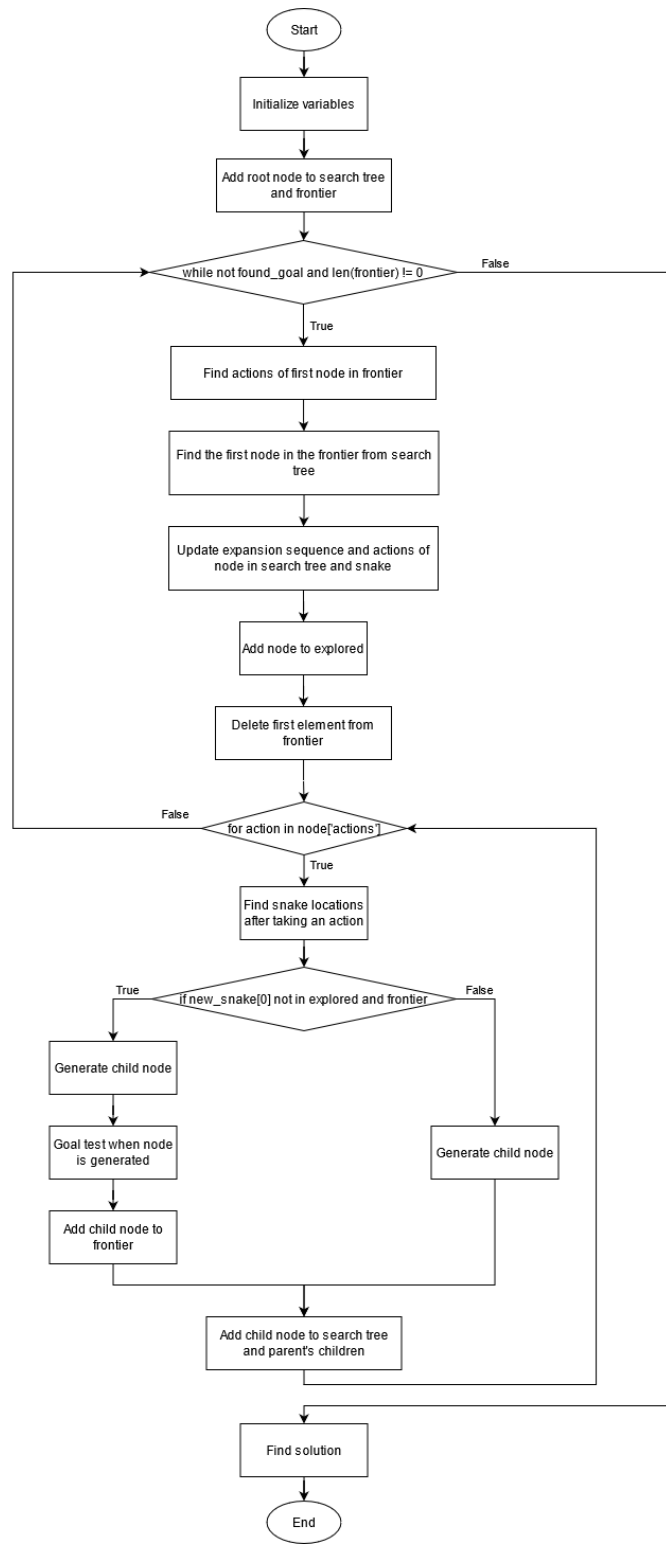 Start
Initialize variables
Add root node to search tree
and frontier
while not found_goal and len(frontier) != 0
False
True
Find actions of first node in frontier
Find the first node in the frontier from search
tree
Update expansion sequence and actions of
node in search tree and snake
Add node to explored
Delete first element from
frontier
False
for action in node['actions']
True
Find snake locations
after taking an action
True
if new_snake[0] not in explored and frontier
False
Generate child node
Goal test when node
is generated
Generate child node
Add child node to
frontier
Add child node to search tree
and parent's children
Find solution
End